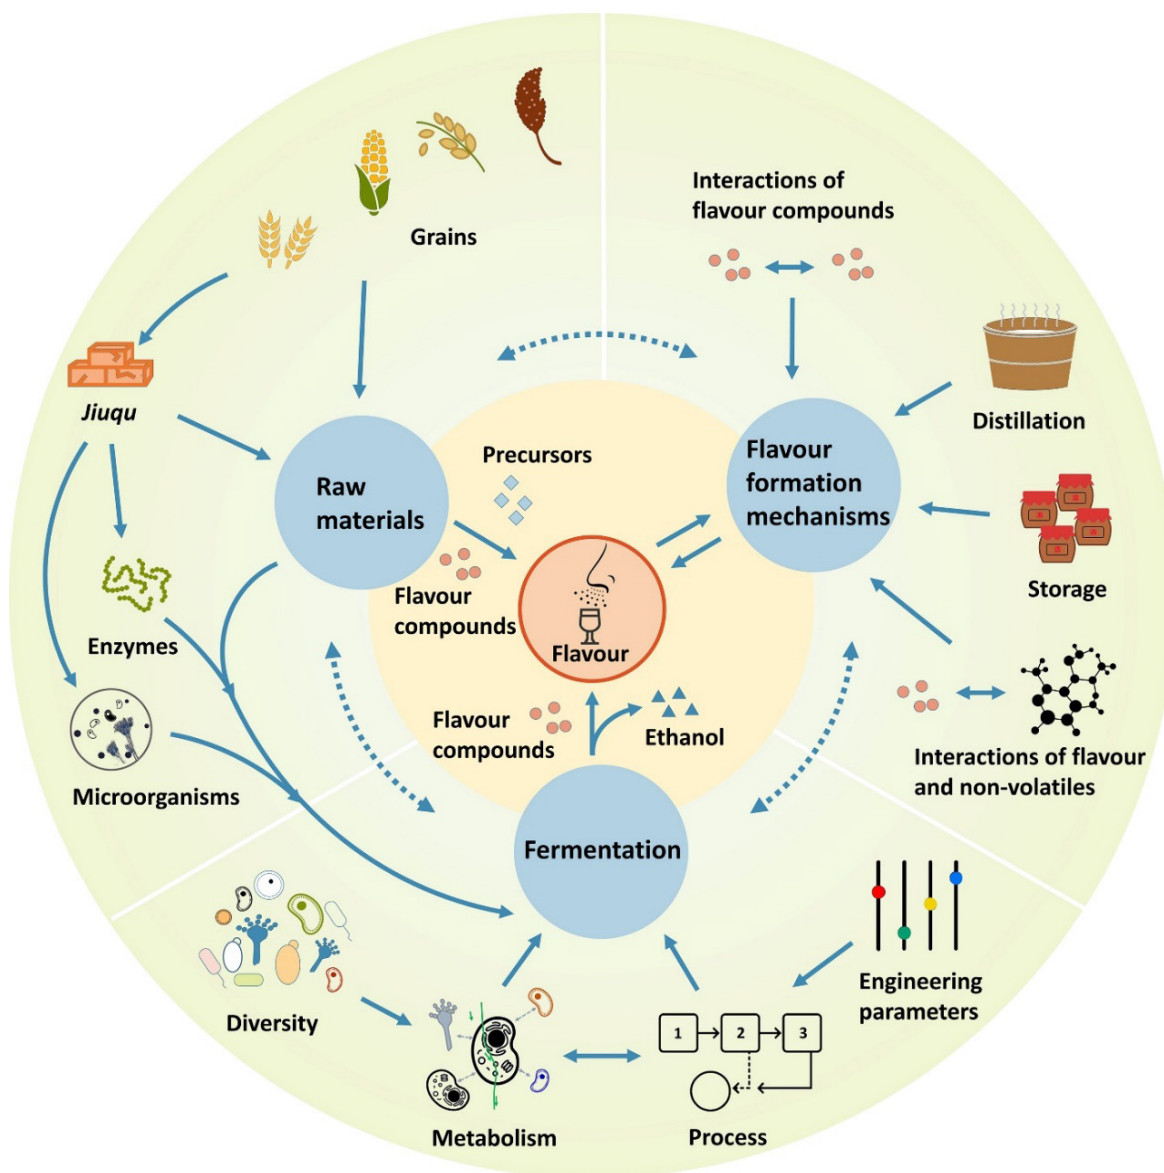 Grains
Jiuqu
Enzymes
Microorganisms
Raw
materials
Precursors
Flavour
compounds
Flavour
Interactions of
flavour compounds
Flavour
formation
mechanisms
Distillation
Storage
Interactions of flavour
and non-volatiles
Flavour
compounds
Ethanol
Fermentation
Diversity
Metabolism
1
2
3
Process
Engineering
parameters